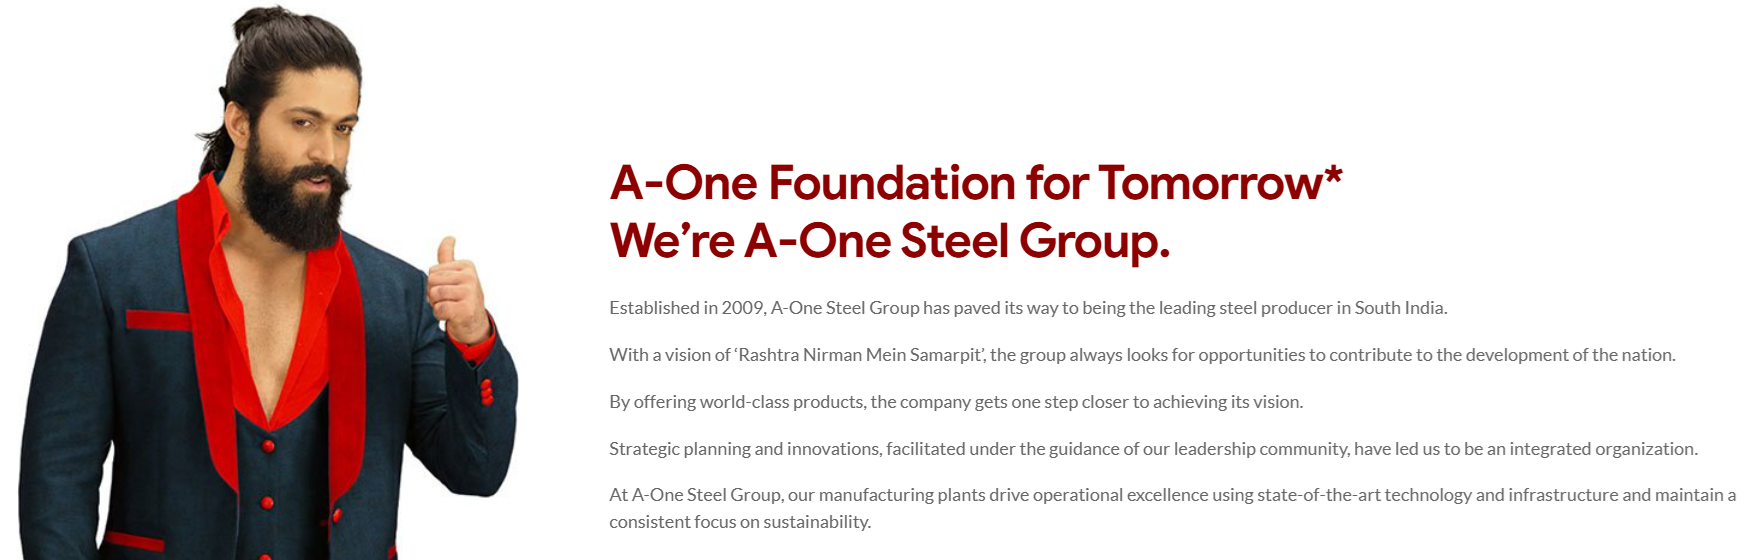 A-One Foundation for Tomorrow*
We’re A-One Steel Group.
Established in 2009, A-One Steel Group has paved its way to being the leading steel producer in South India.
With a vision of ‘Rashtra Nirman Mein Samarpit’, the group always looks for opportunities to contribute to the development of the nation.
By offering world-class products, the company gets one step closer to achieving its vision.
Strategic planning and innovations, facilitated under the guidance of our leadership community, have led us to be an integrated organization.
At A-One Steel Group, our manufacturing plants drive operational excellence using state-of-the-art technology and infrastructure and maintain a
consistent focus on sustainability.